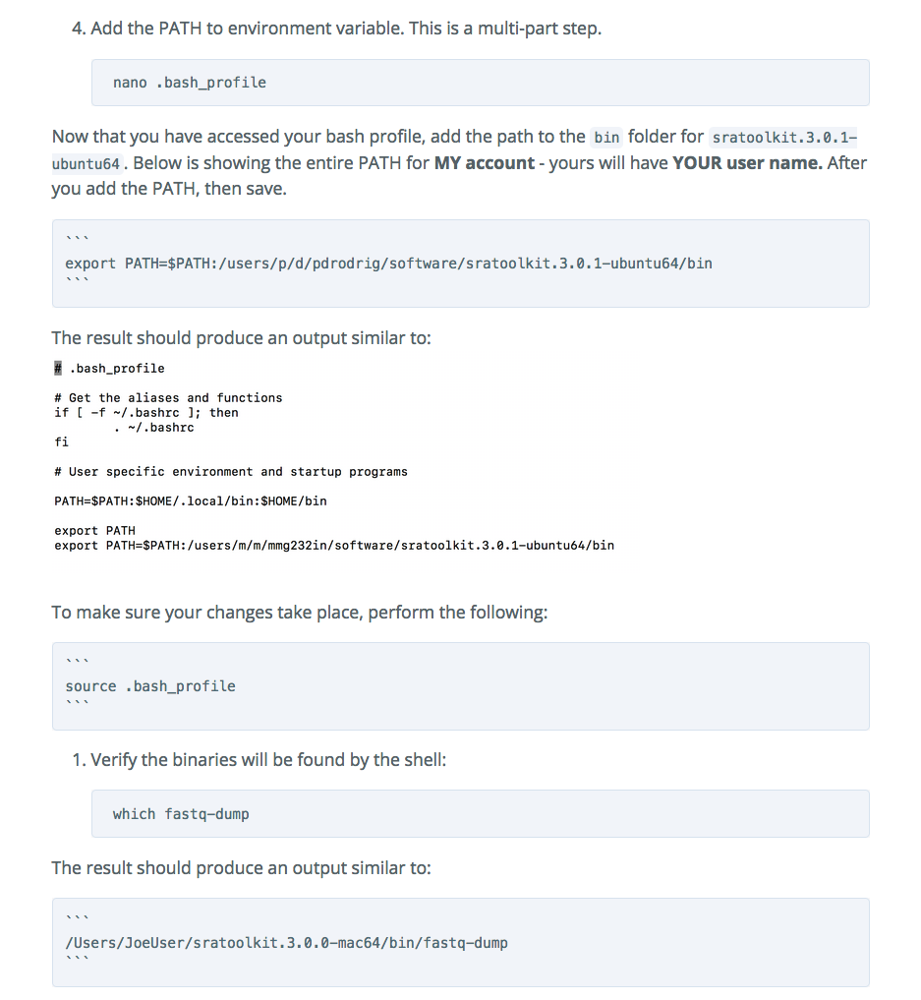 4. Add the PATH to environment variable. This is a multi-part step.
nano .bash_profile
Now that you have accessed your bash profile, add the path to the bin folder for sratoolkit.3.0.1-
ubuntu64. Below is showing the entire PATH for MY account - yours will have YOUR user name. After
you add the PATH, then save.
```
export PATH=$PATH:/users/p/d/pdrodrig/software/sratoolkit.3.0.1-ubuntu64/bin
```
The result should produce an output similar to:
# .bash_profile
# Get the aliases and functions
if [ -f ~/.bashrc ]; then
        . ~/.bashrc
fi
# User specific environment and startup programs
PATH=$PATH:$HOME/.local/bin:$HOME/bin
export PATH
export PATH=$PATH:/users/m/m/mmg232in/software/sratoolkit.3.0.1-ubuntu64/bin
To make sure your changes take place, perform the following:
```
source .bash_profile
```
1. Verify the binaries will be found by the shell:
which fastq-dump
The result should produce an output similar to:
```
/Users/JoeUser/sratoolkit.3.0.0-mac64/bin/fastq-dump
```